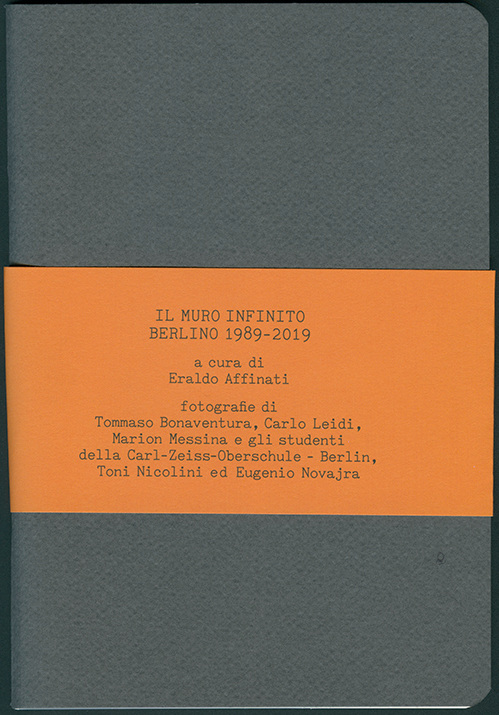 IL MURO INFINITO
BERLINO 1989-2019
a cura di
Eraldo Affinati
fotografie di
Tommaso Bonaventura, Carlo Leidi,
Marion Messina e gli studenti
della Carl-Zeiss-Oberschule - Berlin,
Toni Nicolini ed Eugenio Novajra